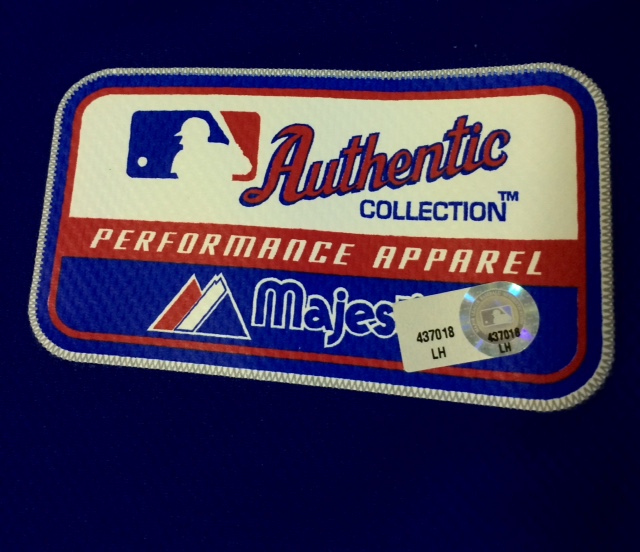 Authentic
COLLECTION™
PERFORMANCE APPAREL
Majes
437018
LH
437018
LH